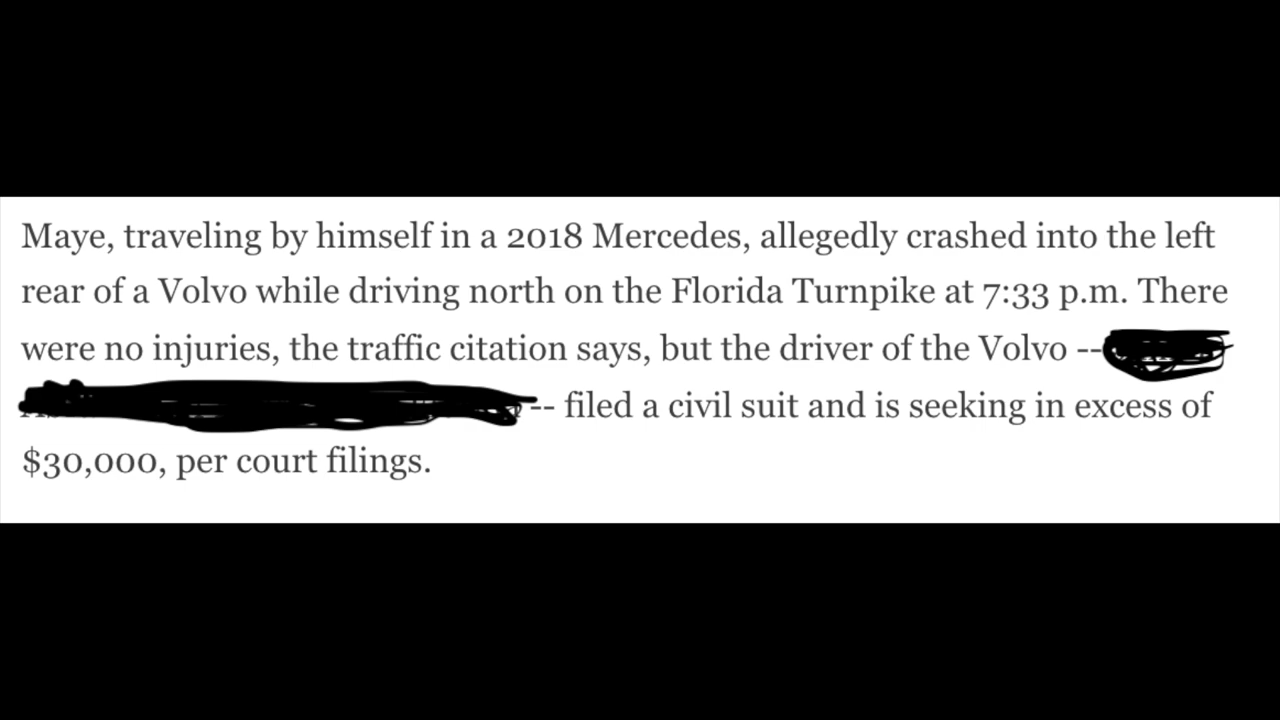 Maye, traveling by himself in a 2018 Mercedes, allegedly crashed into the left
rear of a Volvo while driving north on the Florida Turnpike at 7:33 p.m. There
were no injuries, the traffic citation says, but the driver of the Volvo --
-- filed a civil suit and is seeking in excess of
$30,000, per court filings.